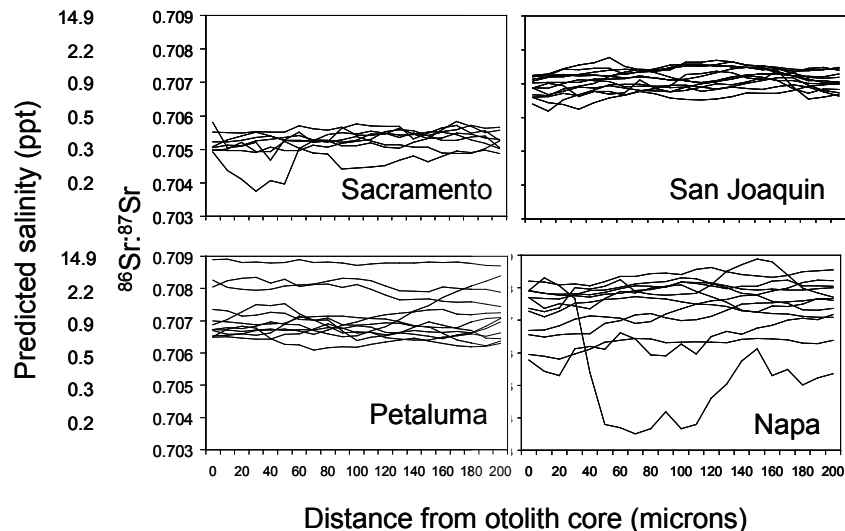 Predicted salinity (ppt)
⁸⁶Sr:⁸⁷Sr
14.9 0.709
0.708
2.2
0.9 0.707
0.706
0.5
0.3 0.705
0.2 0.704
0.703
Sacramento
San Joaquin
14.9 0.709
2.2 0.708
0.9 0.707
0.5 0.706
0.3 0.705
0.2 0.704
0.703
Petaluma
Napa
0 20 40 60 80 100 120 140 160 180 200
0 20 40 60 80 100 120 140 160 180 200
Distance from otolith core (microns)